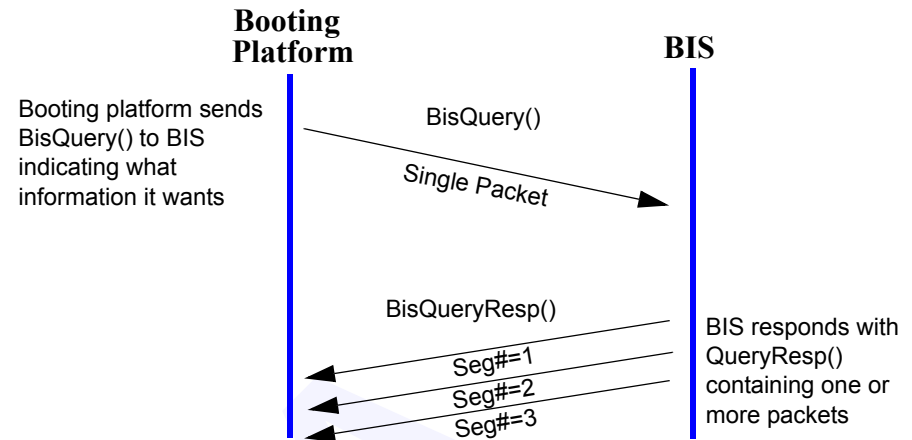 Booting
Platform
BIS
Booting platform sends
BisQuery() to BIS
indicating what
information it wants
BisQuery()
Single Packet
BisQueryResp()
Seg#=1
Seg#=2
Seg#=3
BIS responds with
QueryResp()
containing one or
more packets